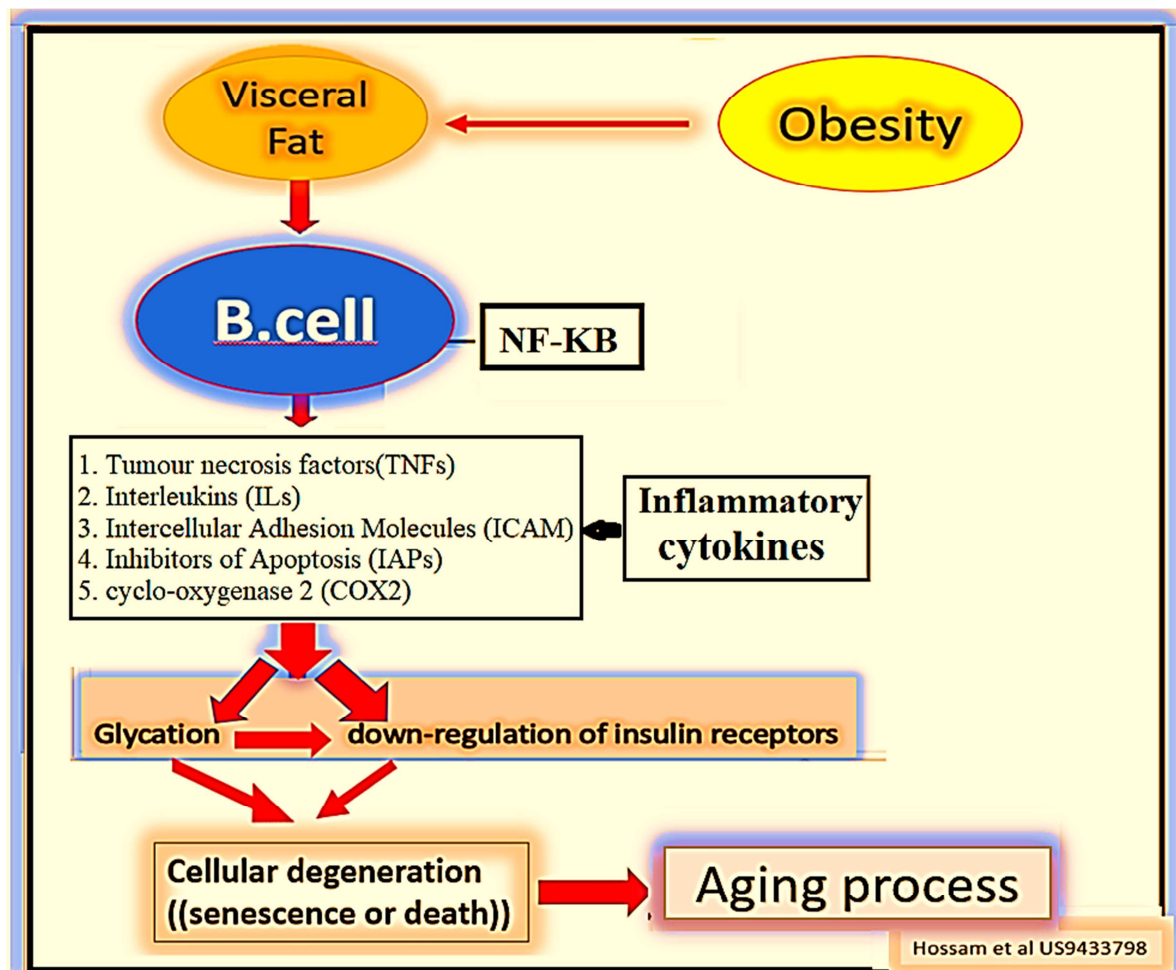 Visceral
Fat
Obesity
B.cell
NF-KB
1. Tumour necrosis factors(TNFs)
2. Interleukins (ILs)
3. Intercellular Adhesion Molecules (ICAM)
4. Inhibitors of Apoptosis (IAPs)
5. cyclo-oxygenase 2 (COX2)
Inflammatory
cytokines
Glycation
down-regulation of insulin receptors
Cellular degeneration
((senescence or death))
Aging process
Hossam et al US9433798